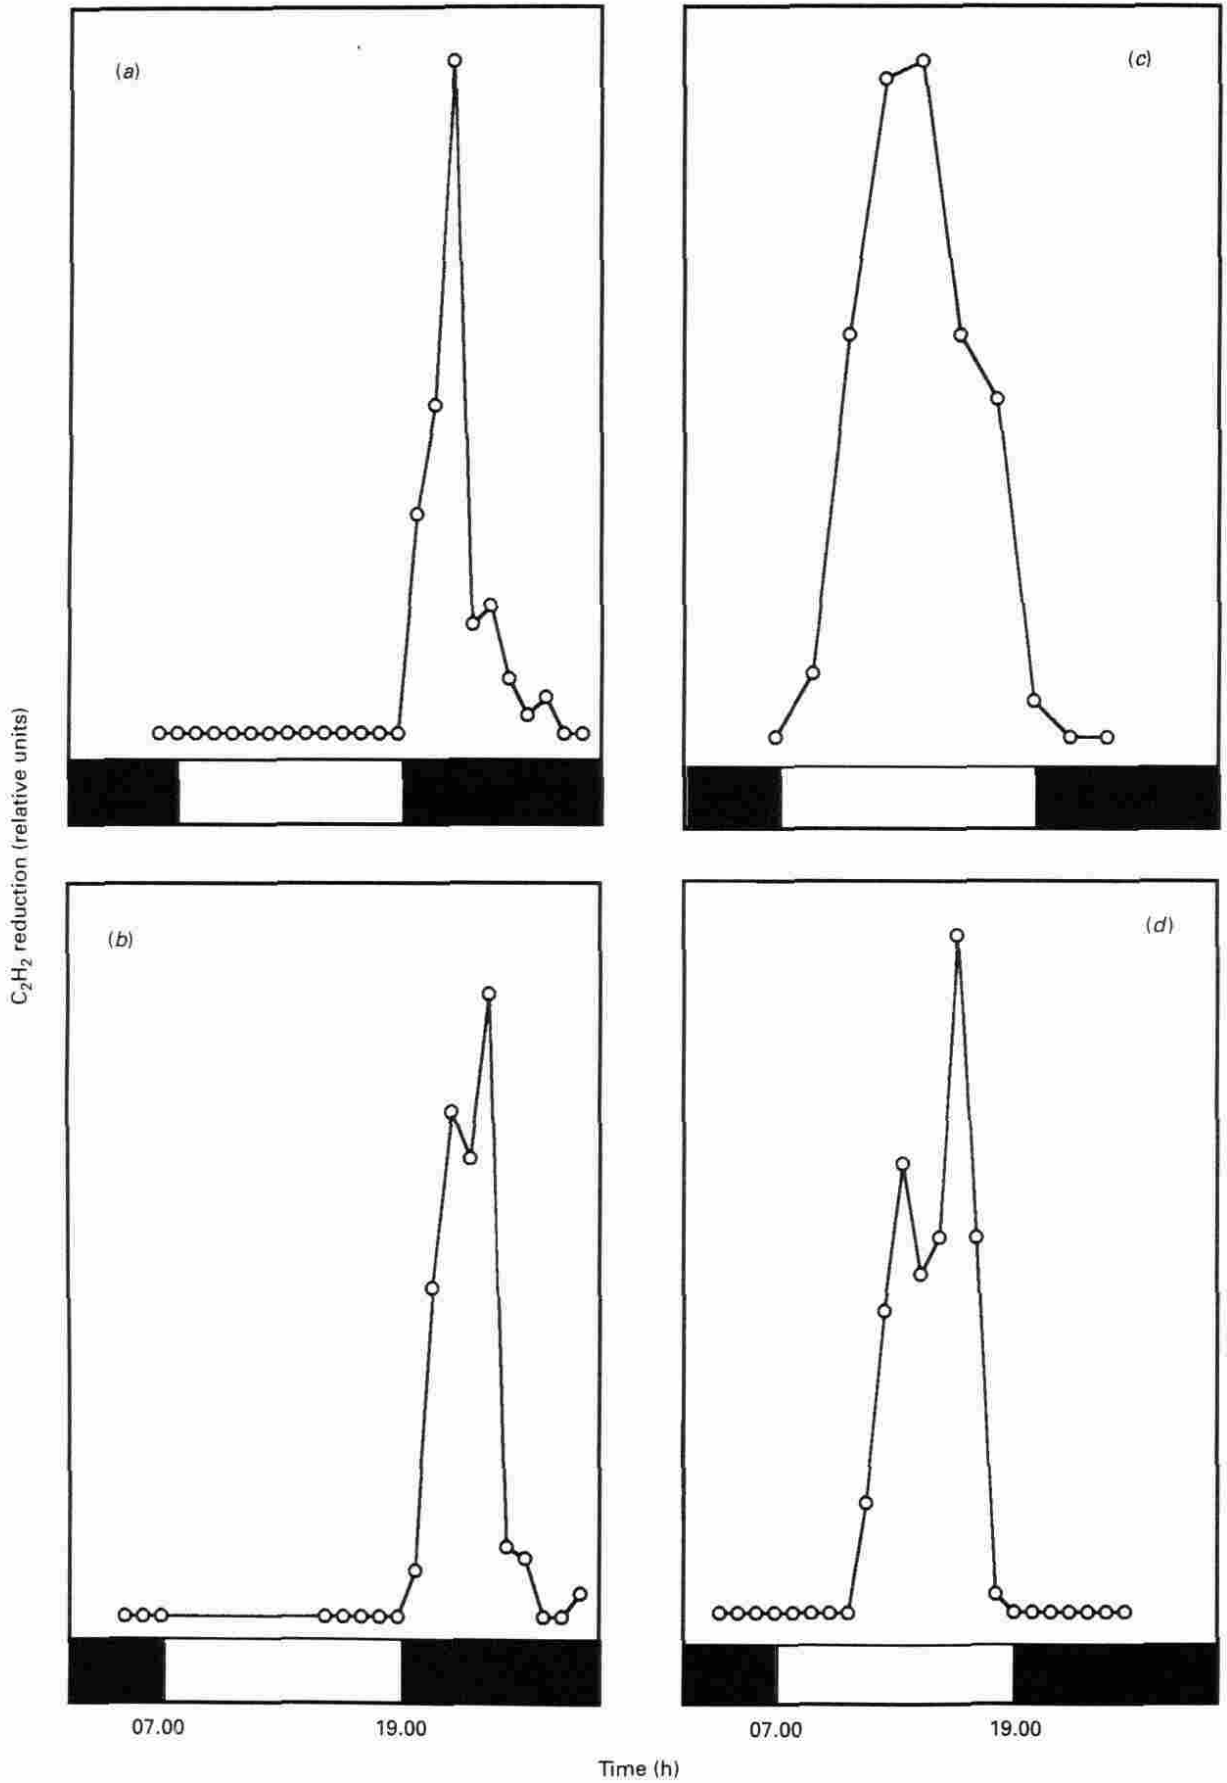 (a)
(c)
C₂H₂ reduction (relative units)
(b)
(d)
07.00
19.00
07.00
19.00
Time (h)